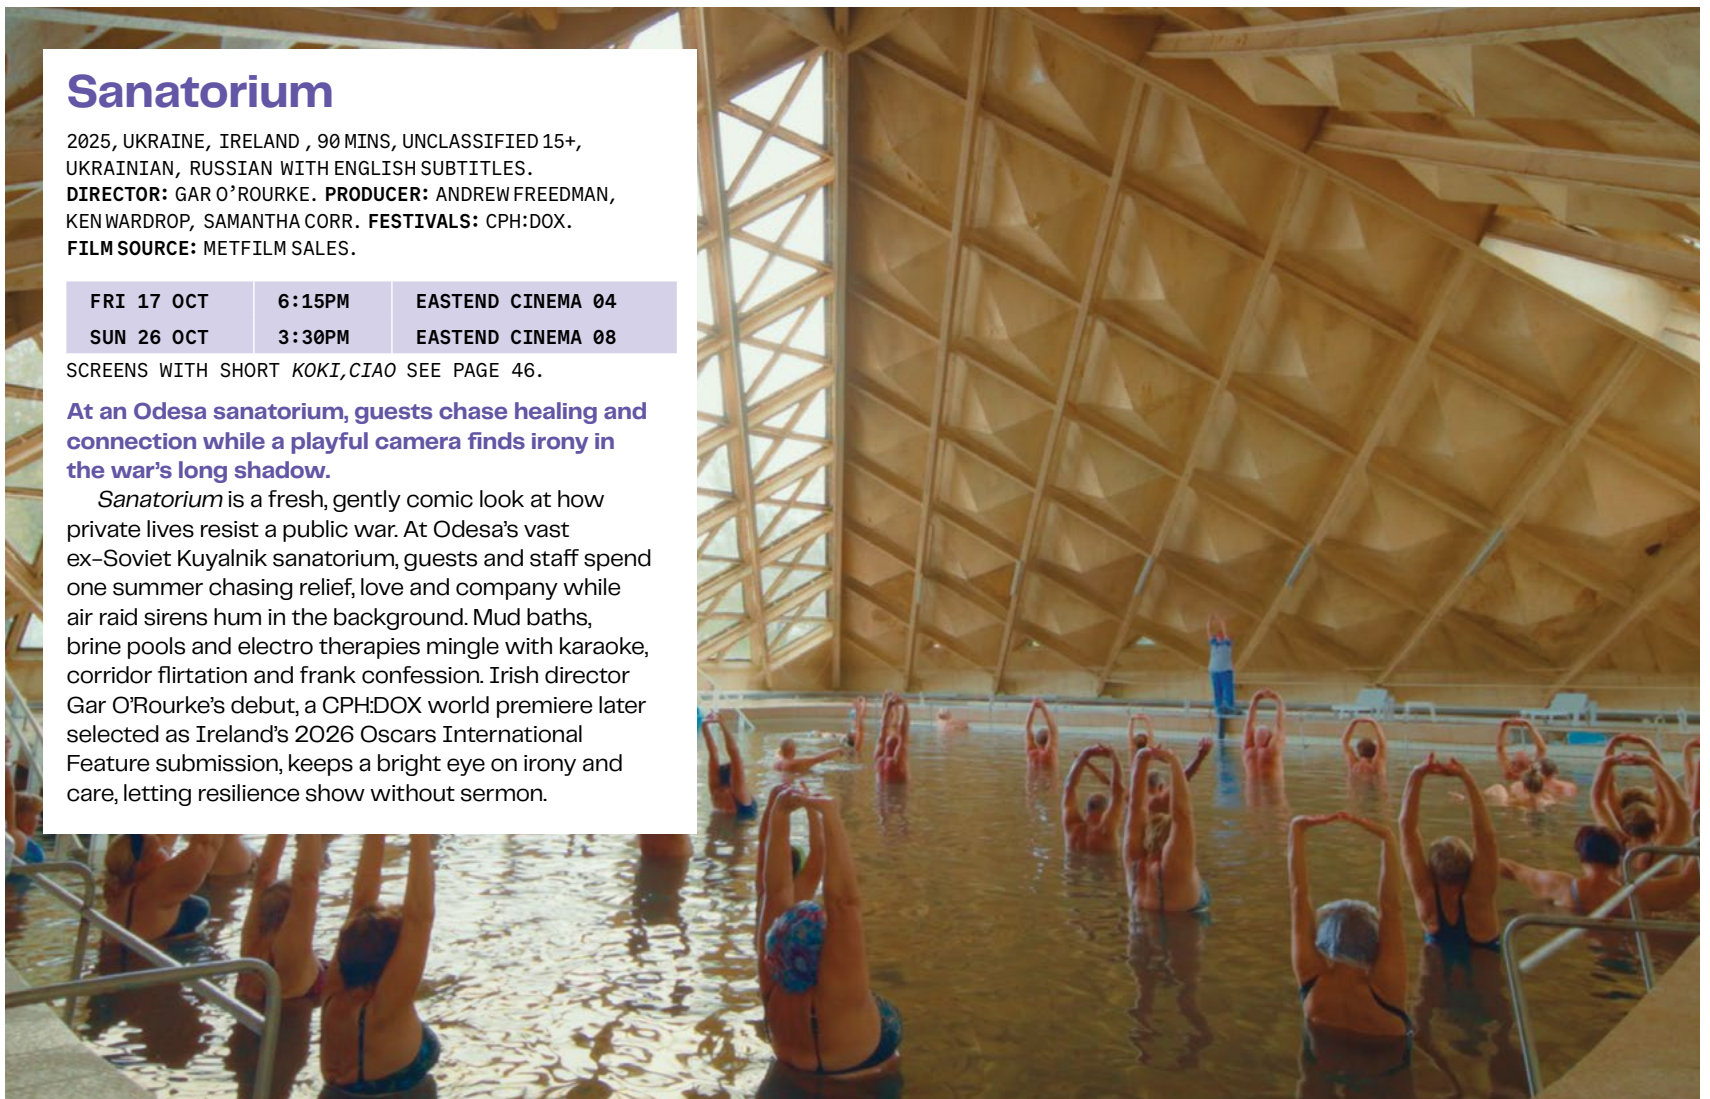 Sanatorium
2025, UKRAINE, IRELAND , 90 MINS, UNCLASSIFIED 15+,
UKRAINIAN, RUSSIAN WITH ENGLISH SUBTITLES.
DIRECTOR: GAR O’ROURKE. PRODUCER: ANDREW FREEDMAN,
KEN WARDROP, SAMANTHA CORR. FESTIVALS: CPH:DOX.
FILM SOURCE: METFILM SALES.
FRI 17 OCT 6:15PM EASTEND CINEMA 04
SUN 26 OCT 3:30PM EASTEND CINEMA 08
SCREENS WITH SHORT KOKI,CIAO SEE PAGE 46.
At an Odesa sanatorium, guests chase healing and
connection while a playful camera finds irony in
the war’s long shadow.
Sanatorium is a fresh, gently comic look at how
private lives resist a public war. At Odesa’s vast
ex-Soviet Kuyalnik sanatorium, guests and staff spend
one summer chasing relief, love and company while
air raid sirens hum in the background. Mud baths,
brine pools and electro therapies mingle with karaoke,
corridor flirtation and frank confession. Irish director
Gar O’Rourke’s debut, a CPH:DOX world premiere later
selected as Ireland’s 2026 Oscars International
Feature submission, keeps a bright eye on irony and
care, letting resilience show without sermon.